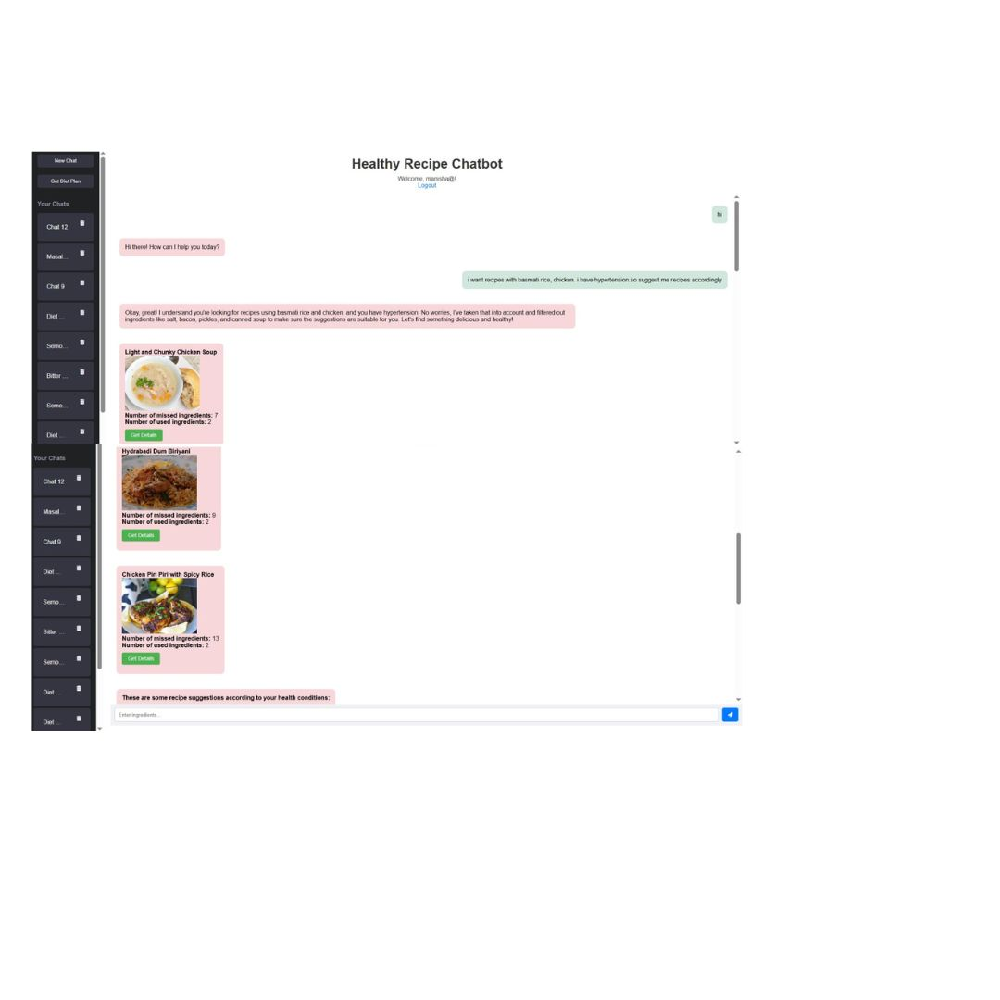 New Chat
Get Diet Plan
Your Chats
Chat 12
Masal...
Chat 9
Diet ...
Semo...
Bitter ...
Semo...
Diet ...
Healthy Recipe Chatbot
Welcome, manisha@!
Logout
hi
Hi there! How can I help you today?
i want recipes with basmati rice, chicken. i have hypertension.so suggest me recipes accordingly
Okay, great! I understand you're looking for recipes using basmati rice and chicken, and you have hypertension. No worries, I've taken that into account and filtered out
ingredients like salt, bacon, pickles, and canned soup to make sure the suggestions are suitable for you. Let's find something delicious and healthy!
Light and Chunky Chicken Soup
Number of missed ingredients: 7
Number of used ingredients: 2
Get Details
Your Chats
Chat 12
Masal...
Chat 9
Diet ...
Semo...
Bitter ...
Semo...
Diet ...
Diet ...
Hydrabadi Dum Biriyani
Number of missed ingredients: 9
Number of used ingredients: 2
Get Details
Chicken Piri Piri with Spicy Rice
Number of missed ingredients: 13
Number of used ingredients: 2
Get Details
These are some recipe suggestions according to your health conditions:
Enter ingredients...